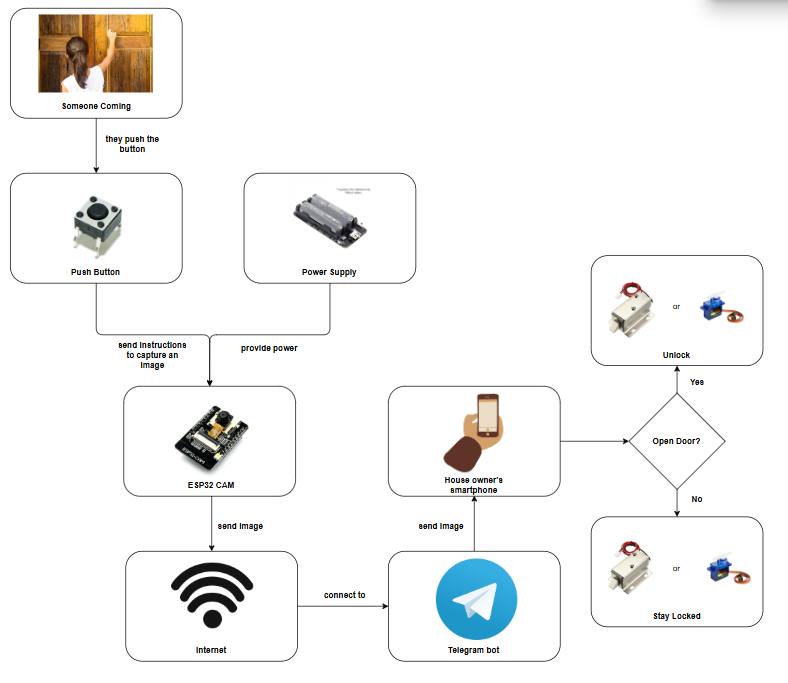 Someone Coming
they push the
button
Push Button
Power Supply
send instructions
to capture an
image
provide power
ESP32 CAM
send image
Internet
connect to
Telegram bot
send image
House owner's
smartphone
Open Door?
Yes
or
Unlock
No
or
Stay Locked